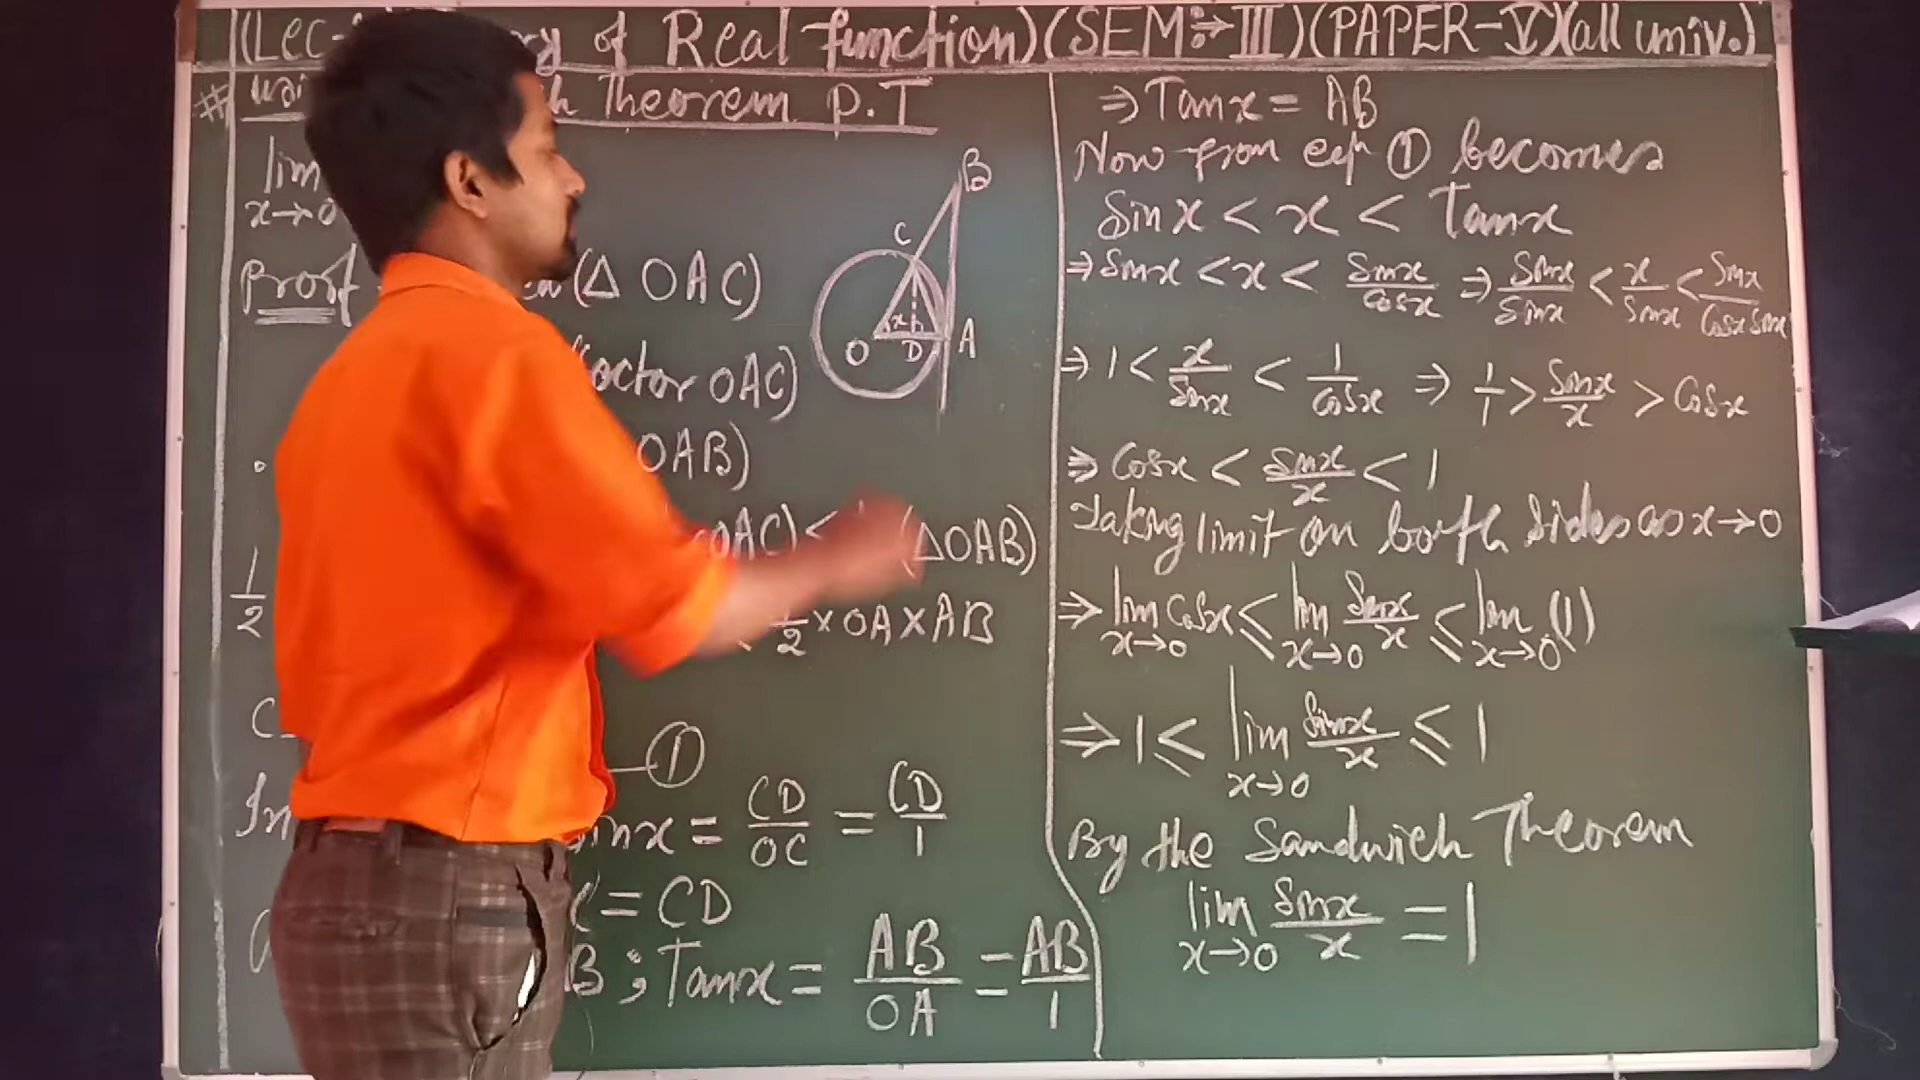 (Lec- of Real function) (SEM:→III) (PAPER-V) (all univ.)
# Theorem P.T
lim
x→0
Proof (Δ OAC)
OAC)
OAB)
OAC) < (ΔOAB)
1/2 1/2 × OA × AB
①
In Sinx = CD/OC = CD/1
= CD
B ; Tanx = AB/OA = AB/1
B
C
x
O D A
⇒ Tanx = AB
Now from eqn ① becomes
Sinx < x < Tanx
⇒ Sinx < x < Sinx/Cosx ⇒ Sinx/Sinx < x/Sinx < Sinx/CosxSinx
⇒ 1 < x/Sinx < 1/Cosx ⇒ 1/1 > Sinx/x > Cosx
⇒ Cosx < Sinx/x < 1
Taking limit on both sides as x→0
⇒ lim x→0 Cosx ≤ lim x→0 Sinx/x ≤ lim x→0 (1)
⇒ 1 ≤ lim x→0 Sinx/x ≤ 1
By the Sandwich Theorem
lim x→0 Sinx/x = 1